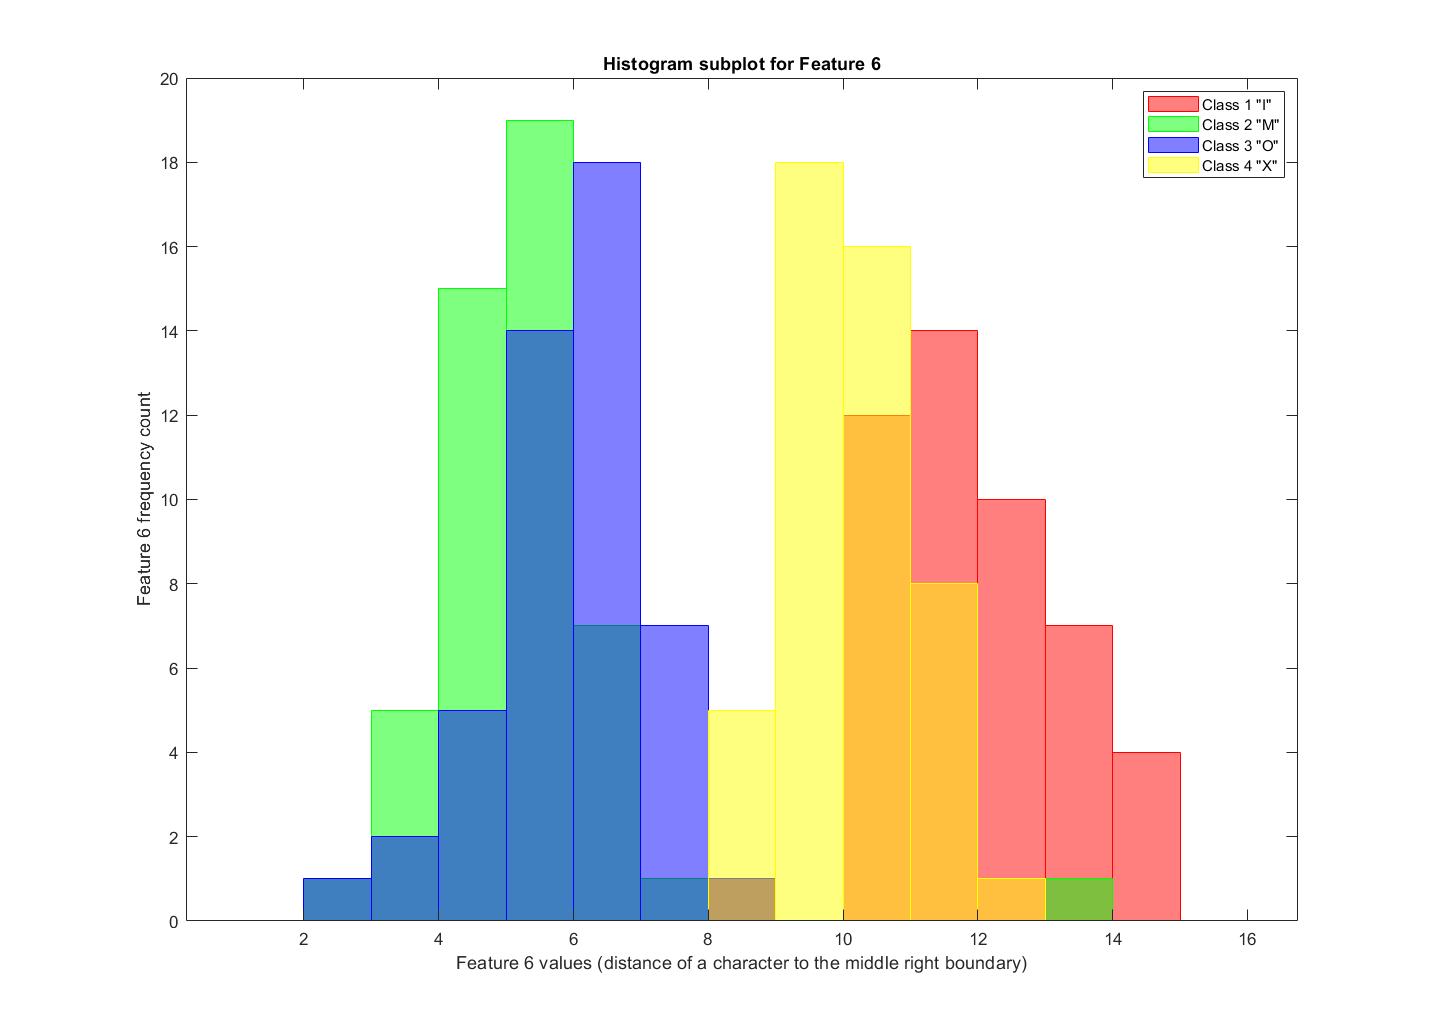 Histogram subplot for Feature 6
Class 1 "I"
Class 2 "M"
Class 3 "O"
Class 4 "X"
20
18
16
14
12
10
8
6
4
2
0
Feature 6 frequency count
2 4 6 8 10 12 14 16
Feature 6 values (distance of a character to the middle right boundary)